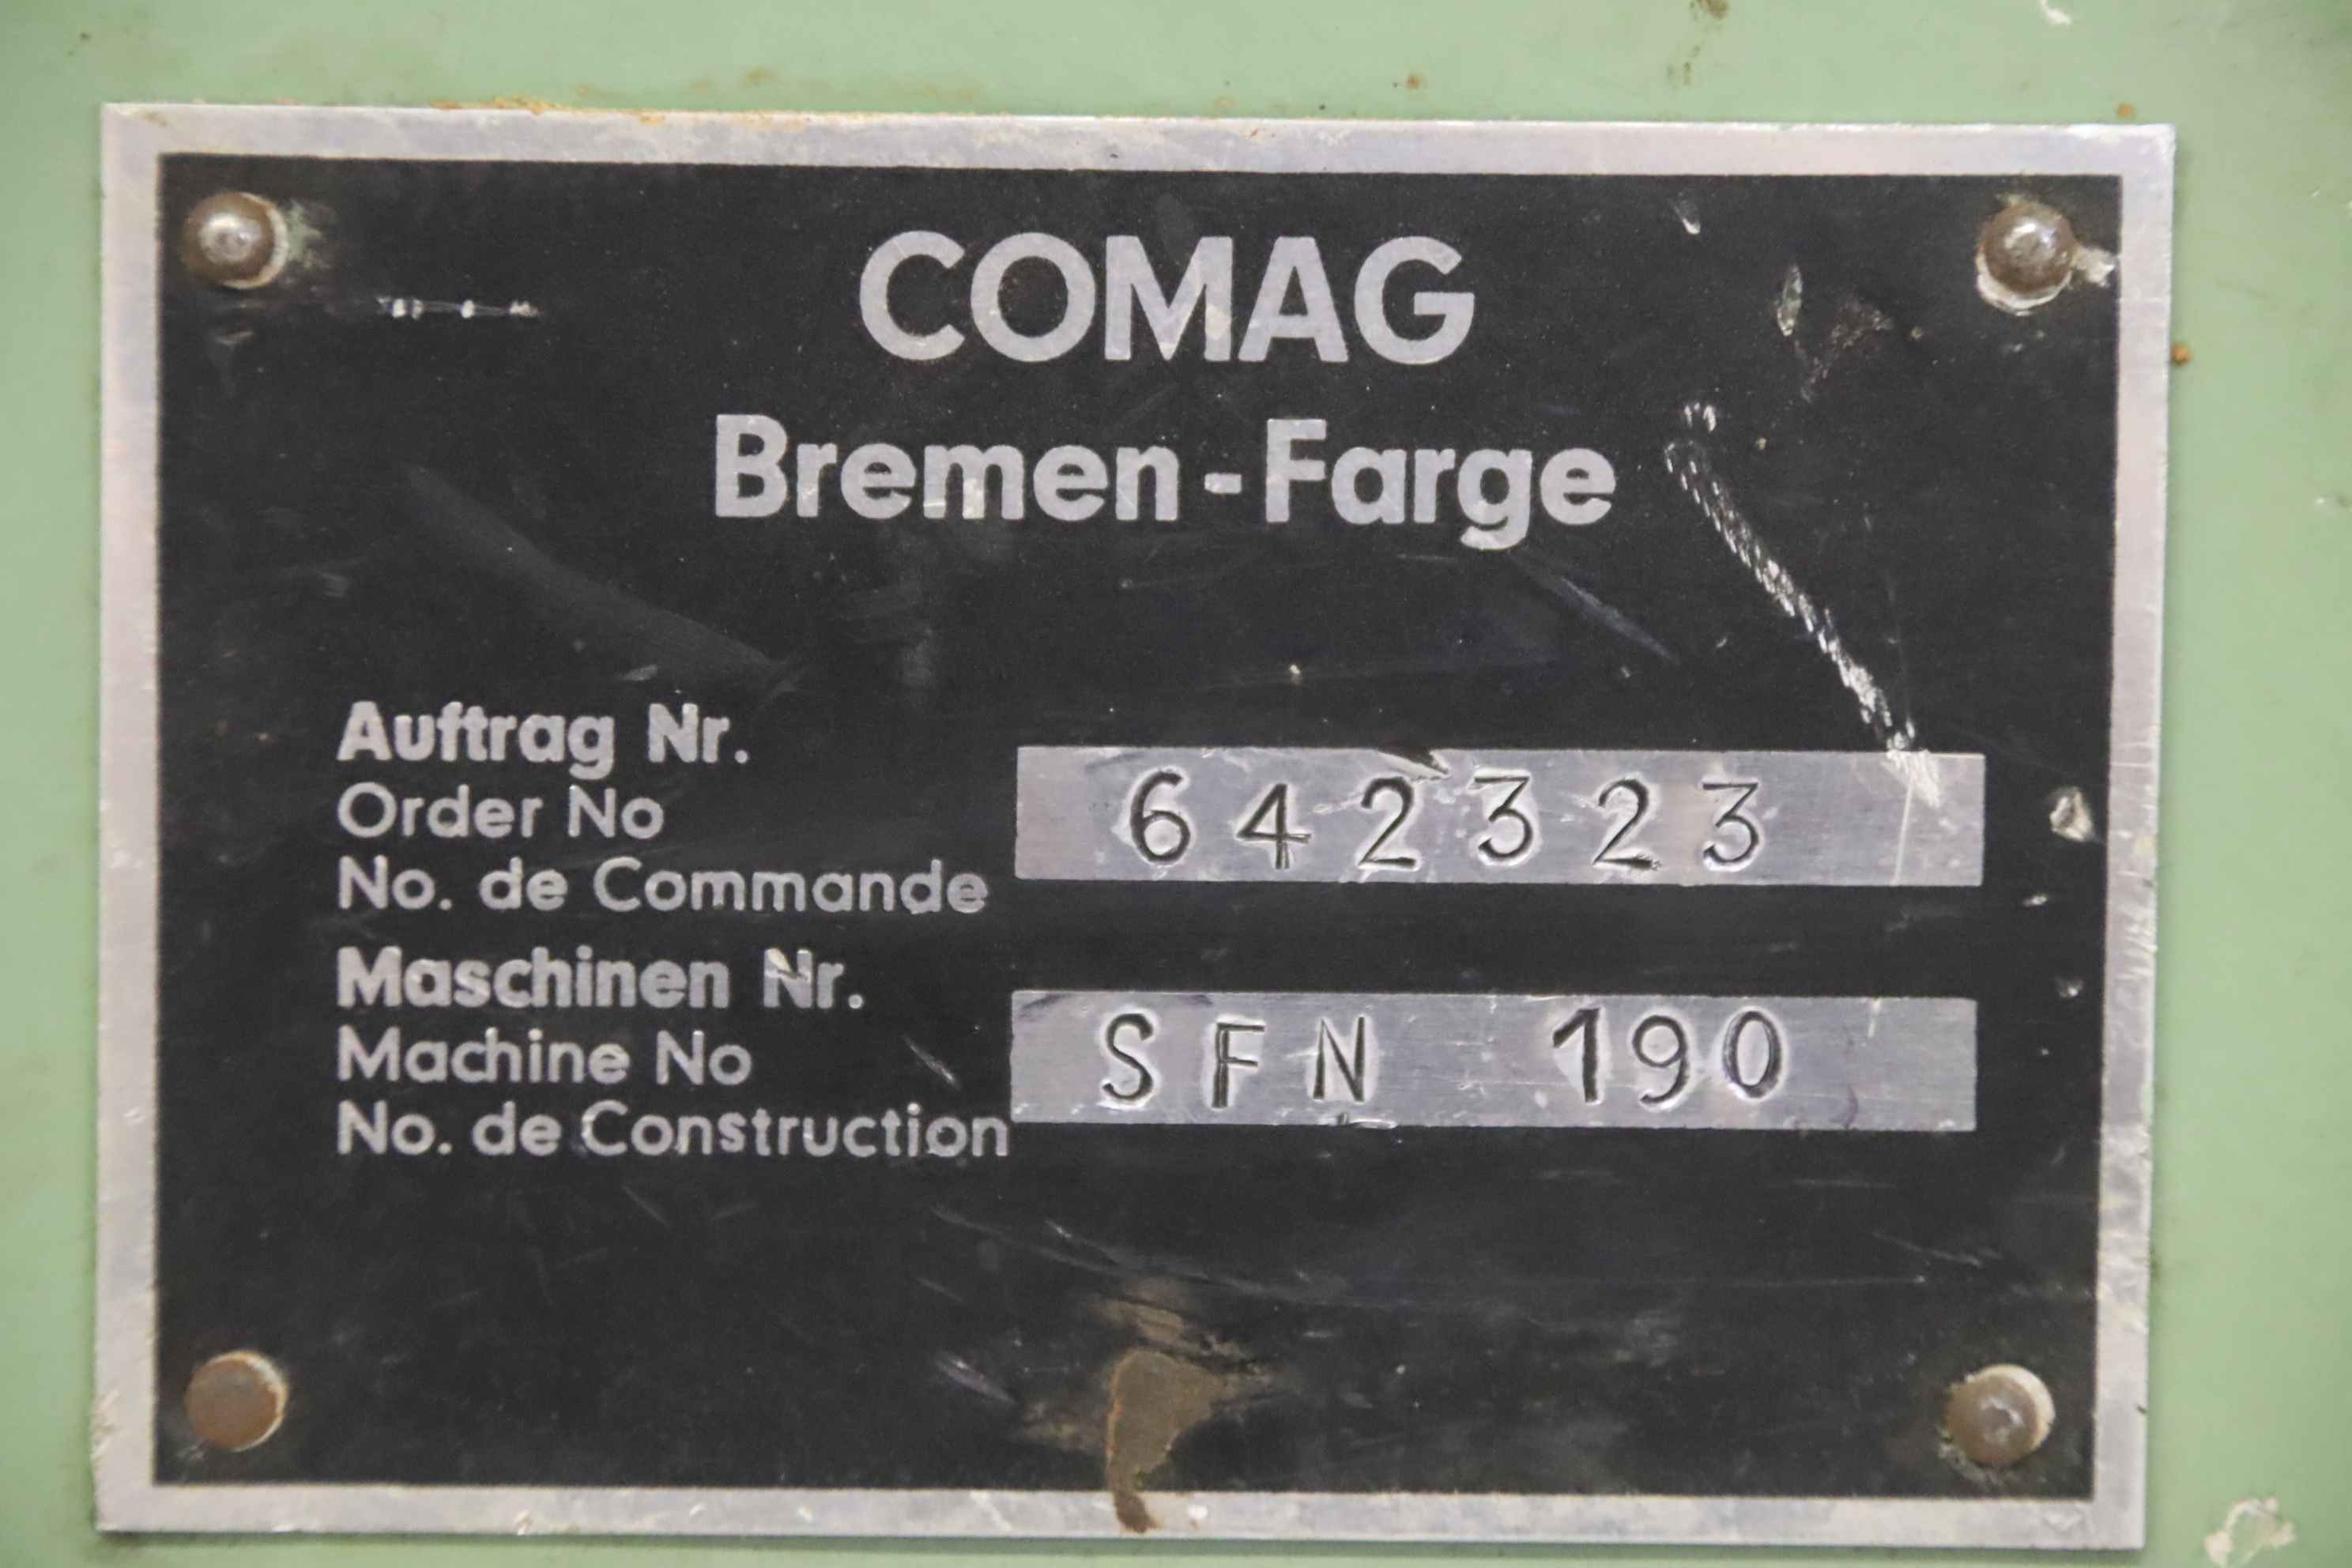 COMAG
Bremen-Farge
Auftrag Nr.
Order No
No. de Commande
642323
Maschinen Nr.
Machine No
No. de Construction
SFN 190